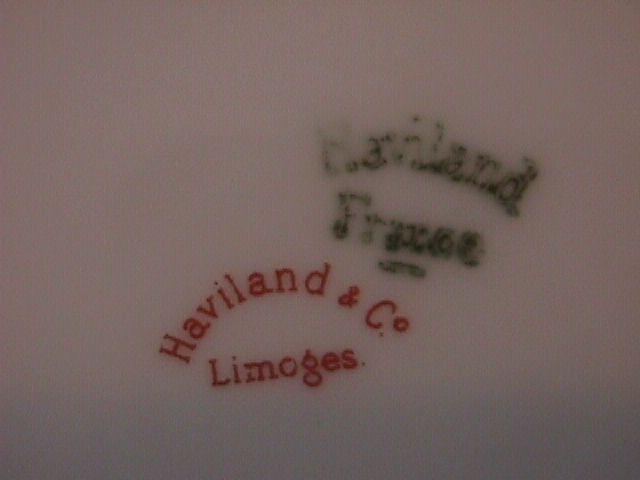 Haviland
France
Haviland & Co.
Limoges.